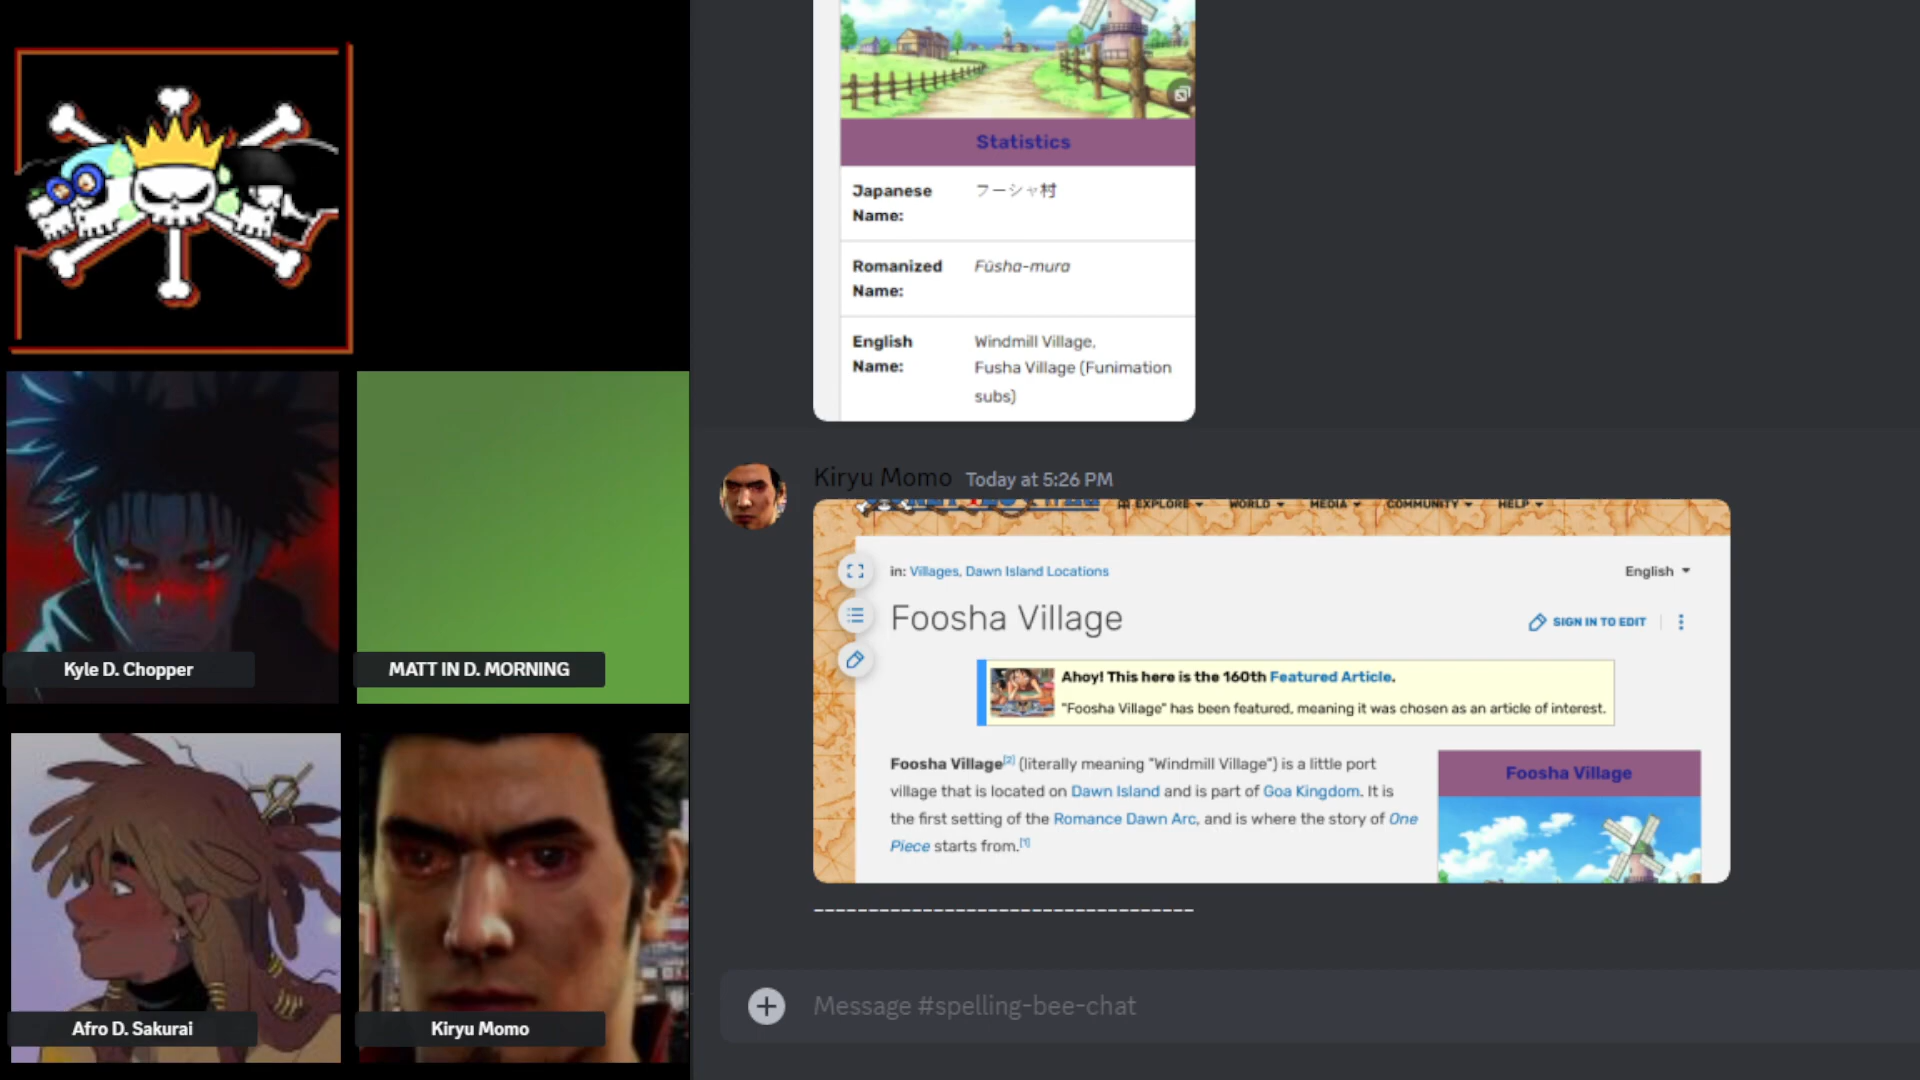 Statistics
Japanese Name:
フーシャ村
Romanized Name:
Fūsha-mura
English Name:
Windmill Village,
Fusha Village (Funimation
subs)
Kyle D. Chopper
MATT IN D. MORNING
Afro D. Sakurai
Kiryu Momo
Kiryu Momo Today at 5:26 PM
EXPLORE WORLD MEDIA COMMUNITY HELP
in: Villages, Dawn Island Locations
English
Foosha Village
SIGN IN TO EDIT
Ahoy! This here is the 160th Featured Article.
"Foosha Village" has been featured, meaning it was chosen as an article of interest.
Foosha Village[2] (literally meaning "Windmill Village") is a little port
village that is located on Dawn Island and is part of Goa Kingdom. It is
the first setting of the Romance Dawn Arc, and is where the story of One
Piece starts from.[1]
Foosha Village
----------------------------------
Message #spelling-bee-chat